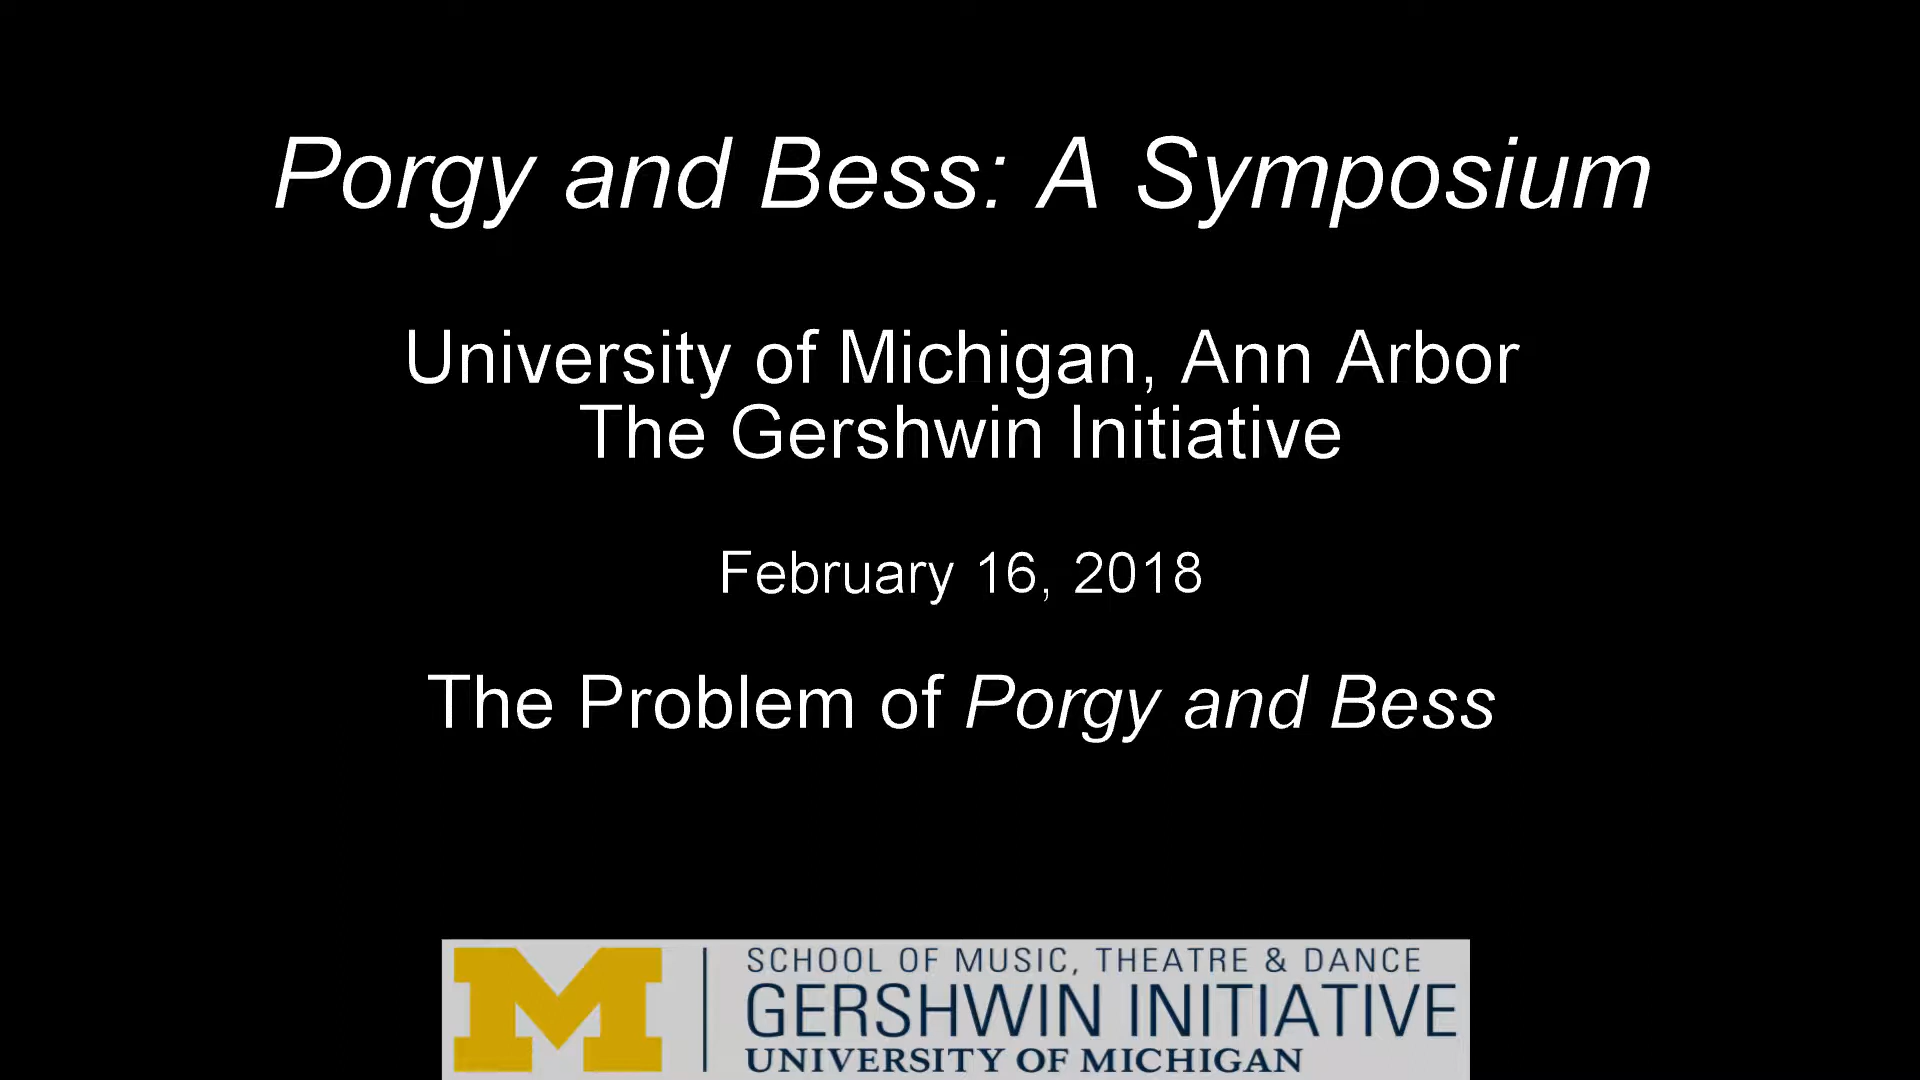 Porgy and Bess: A Symposium
University of Michigan, Ann Arbor
The Gershwin Initiative
February 16, 2018
The Problem of Porgy and Bess
M
SCHOOL OF MUSIC, THEATRE & DANCE
GERSHWIN INITIATIVE
UNIVERSITY OF MICHIGAN